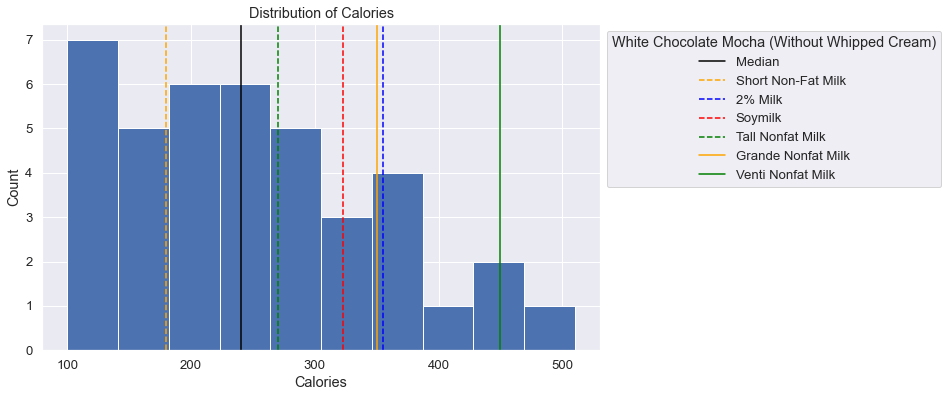 Distribution of Calories
7
6
5
4
3
2
1
0
Count
100 200 300 400 500
Calories
White Chocolate Mocha (Without Whipped Cream)
Median
Short Non-Fat Milk
2% Milk
Soymilk
Tall Nonfat Milk
Grande Nonfat Milk
Venti Nonfat Milk